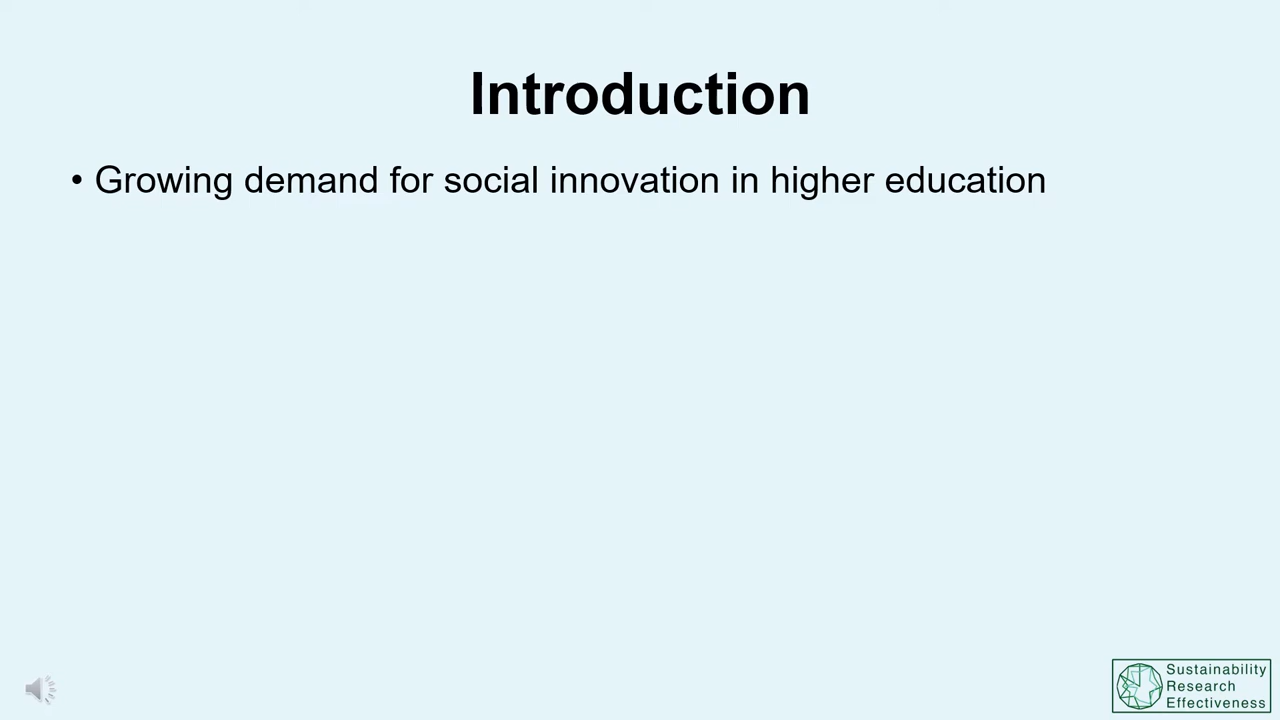 Introduction
• Growing demand for social innovation in higher education
Sustainability
Research
Effectiveness